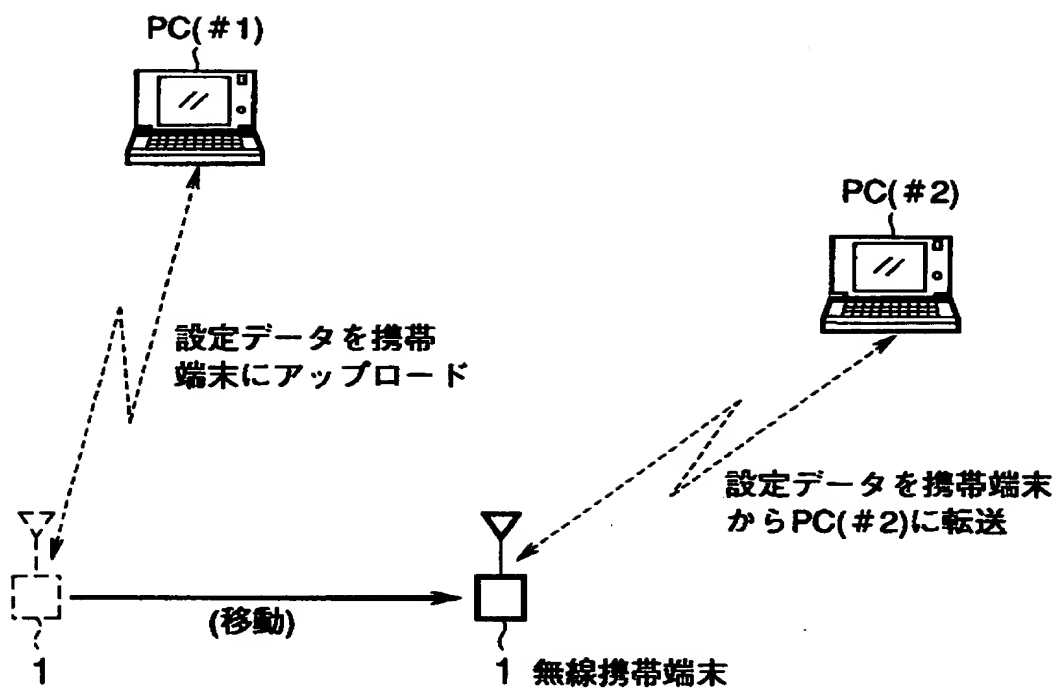 PC(#1)
PC(#2)
設定データを携帯
端末にアップロード
設定データを携帯端末
からPC(#2)に転送
(移動)
1
1 無線携帯端末